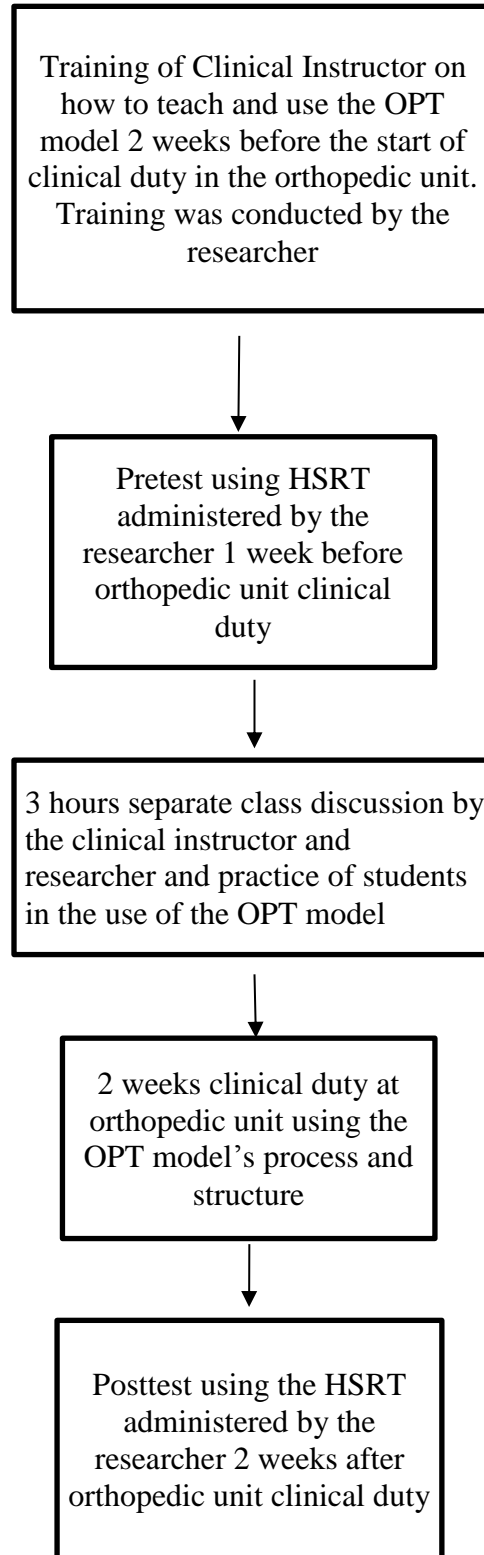 Training of Clinical Instructor on
how to teach and use the OPT
model 2 weeks before the start of
clinical duty in the orthopedic unit.
Training was conducted by the
researcher
Pretest using HSRT
administered by the
researcher 1 week before
orthopedic unit clinical
duty
3 hours separate class discussion by
the clinical instructor and
researcher and practice of students
in the use of the OPT model
2 weeks clinical duty at
orthopedic unit using the
OPT model’s process and
structure
Posttest using the HSRT
administered by the
researcher 2 weeks after
orthopedic unit clinical duty